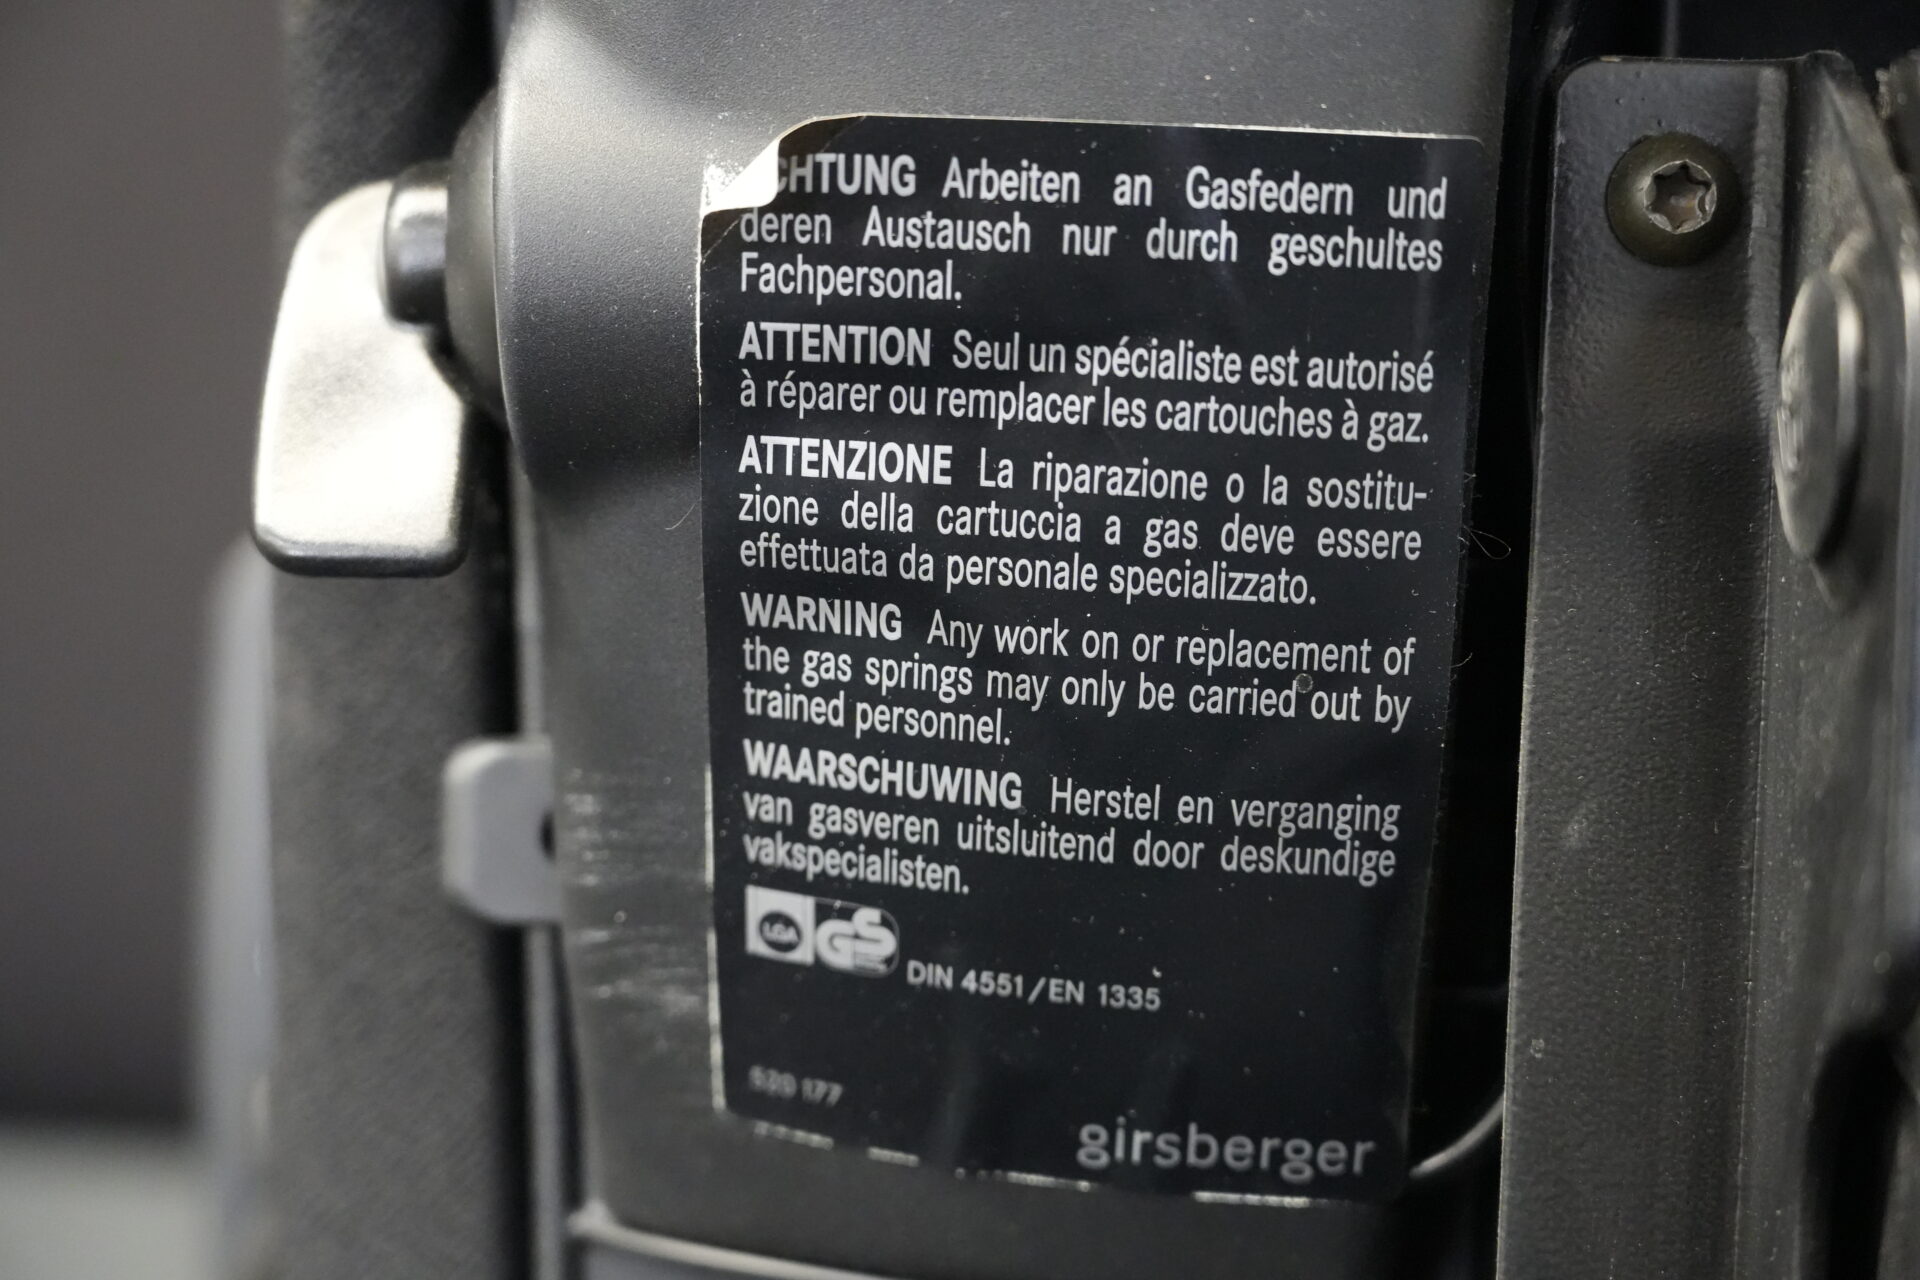 CHTUNG Arbeiten an Gasfedern und
deren Austausch nur durch geschultes
Fachpersonal.
ATTENTION Seul un spécialiste est autorisé
à réparer ou remplacer les cartouches à gaz.
ATTENZIONE La riparazione o la sostitu-
zione della cartuccia a gas deve essere
effettuata da personale specializzato.
WARNING Any work on or replacement of
the gas springs may only be carried out by
trained personnel.
WAARSCHUWING Herstel en verganging
van gasveren uitsluitend door deskundige
vakspecialisten.
LGA GS
DIN 4551/EN 1335
girsberger